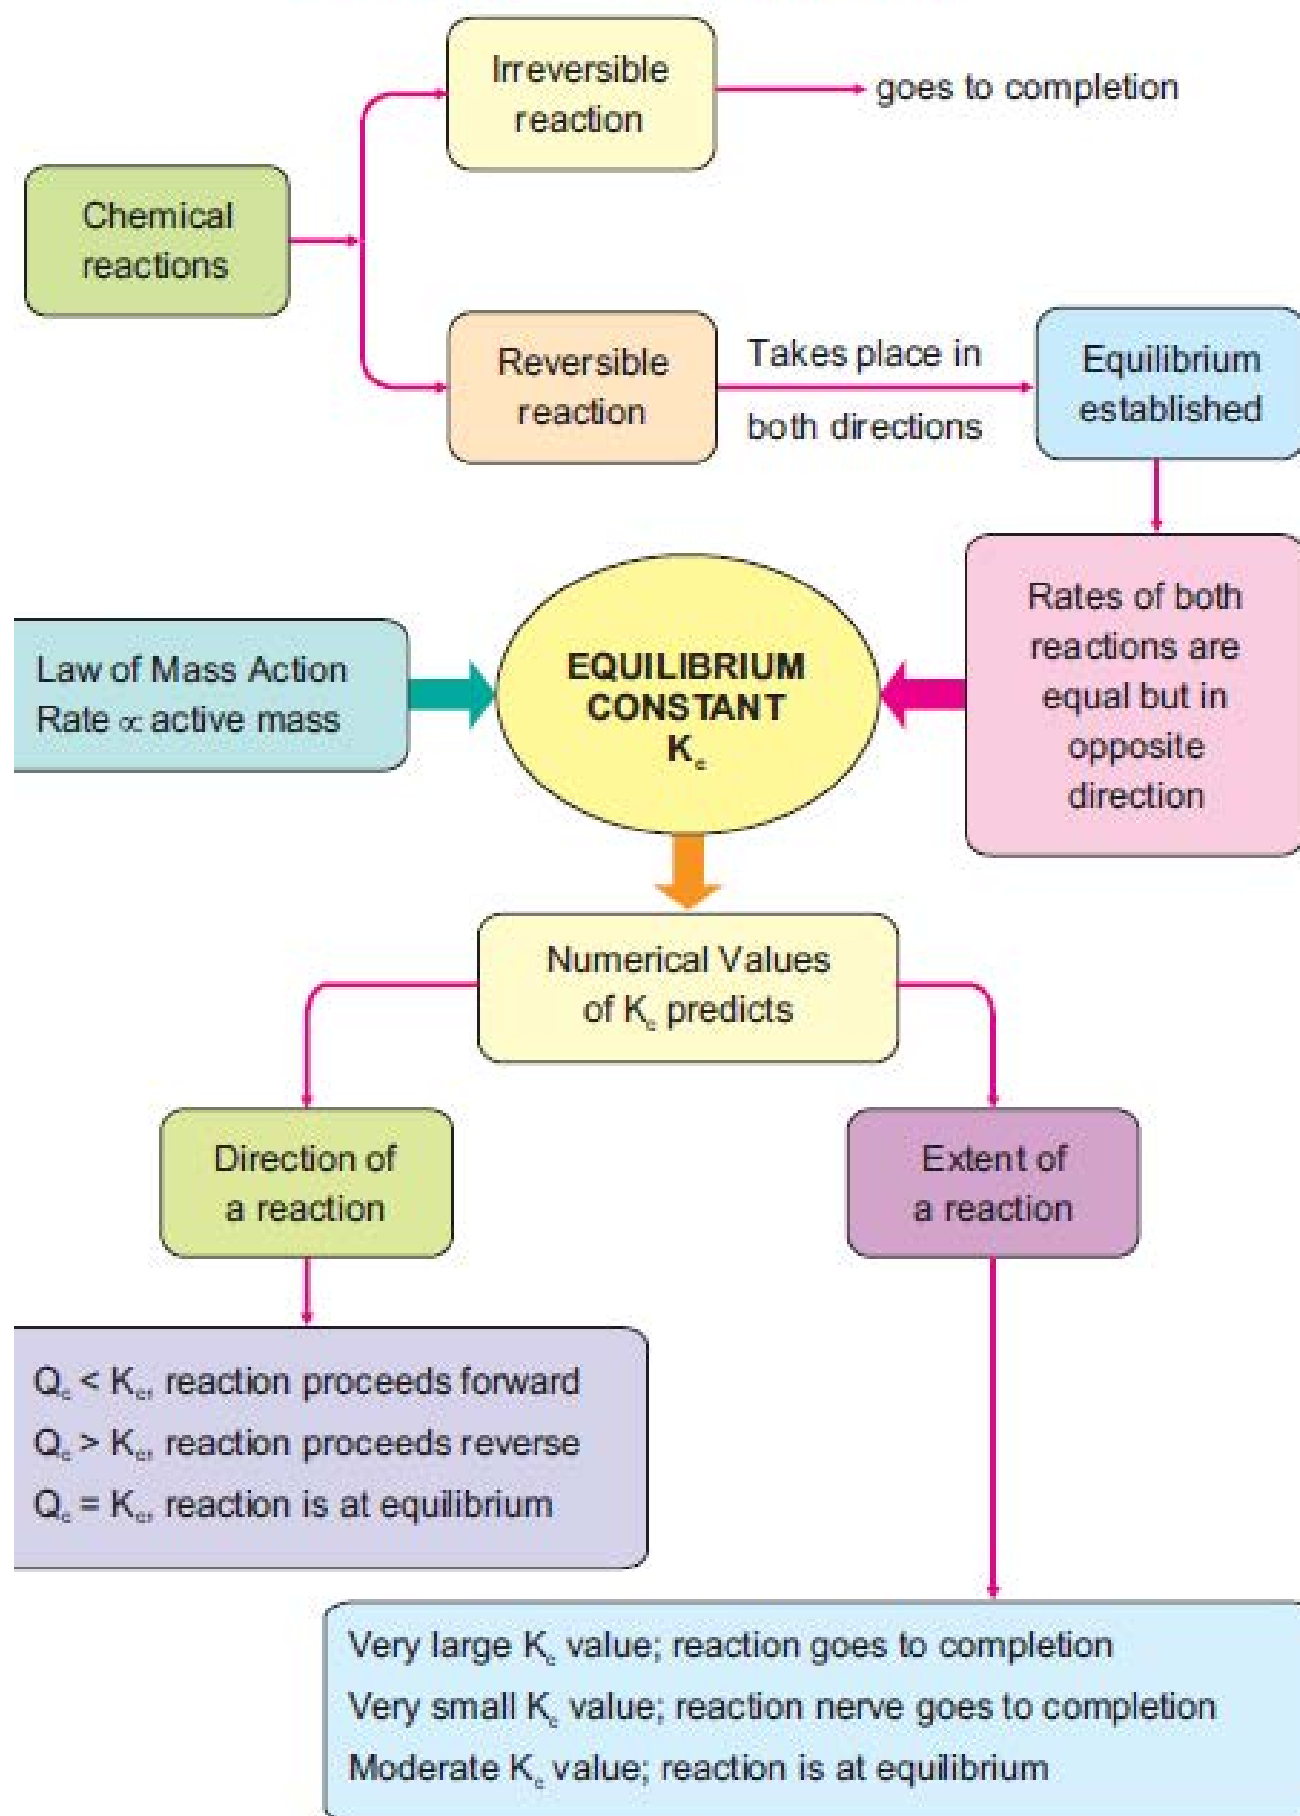 Irreversible
reaction
goes to completion
Chemical
reactions
Reversible
reaction
Takes place in
both directions
Equilibrium
established
Rates of both
reactions are
equal but in
opposite
direction
Law of Mass Action
Rate ∝ active mass
EQUILIBRIUM
CONSTANT
Kc
Numerical Values
of Kc predicts
Direction of
a reaction
Extent of
a reaction
Qc < Kc, reaction proceeds forward
Qc > Kc, reaction proceeds reverse
Qc = Kc, reaction is at equilibrium
Very large Kc value; reaction goes to completion
Very small Kc value; reaction nerve goes to completion
Moderate Kc value; reaction is at equilibrium